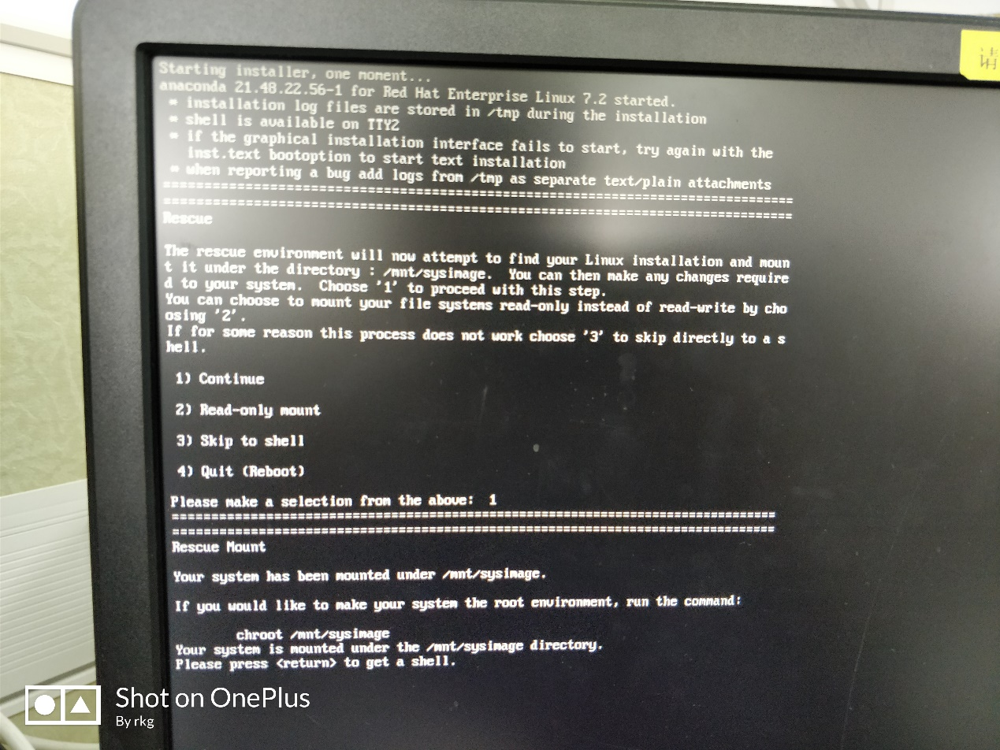 Starting installer, one moment...
anaconda 21.48.22.56-1 for Red Hat Enterprise Linux 7.2 started.
* installation log files are stored in /tmp during the installation
* shell is available on TTY2
* if the graphical installation interface fails to start, try again with the
inst.text bootoption to start text installation
* when reporting a bug add logs from /tmp as separate text/plain attachments
================================================================================
================================================================================
Rescue
The rescue environment will now attempt to find your Linux installation and moun
t it under the directory : /mnt/sysimage.  You can then make any changes require
d to your system.  Choose '1' to proceed with this step.
You can choose to mount your file systems read-only instead of read-write by cho
osing '2'.
If for some reason this process does not work choose '3' to skip directly to a s
hell.
1) Continue
2) Read-only mount
3) Skip to shell
4) Quit (Reboot)
Please make a selection from the above:  1
================================================================================
================================================================================
Rescue Mount
Your system has been mounted under /mnt/sysimage.
If you would like to make your system the root environment, run the command:
chroot /mnt/sysimage
Your system is mounted under the /mnt/sysimage directory.
Please press <return> to get a shell.
请
Shot on OnePlus
By rkg